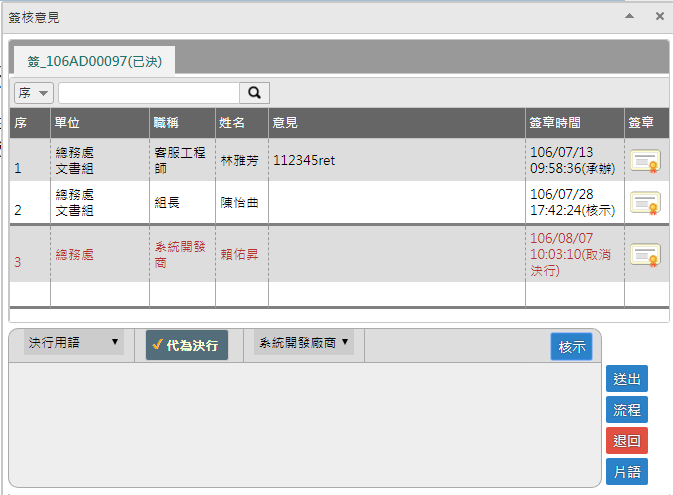 簽核意見
簽_106AD00097(已決)
序
序 單位 職稱 姓名 意見 簽章時間 簽章
1 總務處 文書組 客服工程師 林雅芳 112345ret 106/07/13 09:58:36(承辦)
2 總務處 文書組 組長 陳怡曲 106/07/28 17:42:24(核示)
3 總務處 系統開發商 賴佑昇 106/08/07 10:03:10(取消決行)
決行用語 代為決行 系統開發廠商 核示
送出
流程
退回
片語